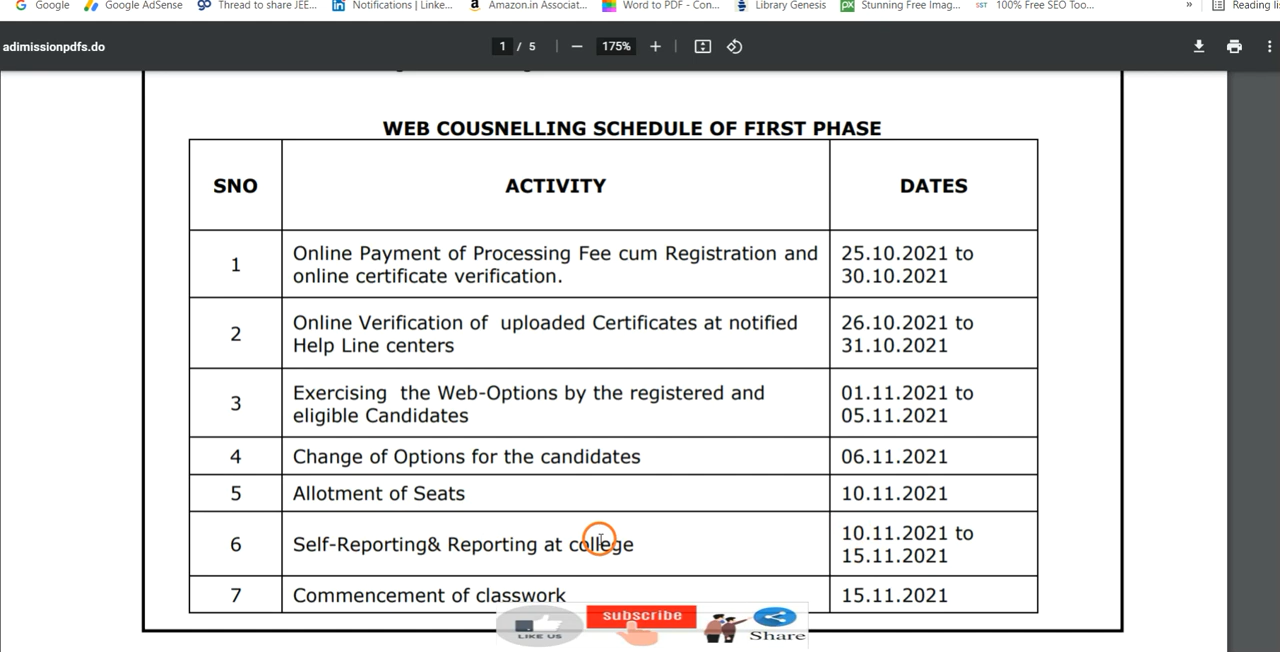 Google
Google AdSense
Thread to share JEE...
Notifications | Linke...
Amazon.in Associat...
Word to PDF - Con...
Library Genesis
Stunning Free Imag...
100% Free SEO Too...
»
Reading li
adimissionpdfs.do
1 / 5
175%
WEB COUSNELLING SCHEDULE OF FIRST PHASE
SNO
ACTIVITY
DATES
1
Online Payment of Processing Fee cum Registration and
online certificate verification.
25.10.2021 to
30.10.2021
2
Online Verification of uploaded Certificates at notified
Help Line centers
26.10.2021 to
31.10.2021
3
Exercising the Web-Options by the registered and
eligible Candidates
01.11.2021 to
05.11.2021
4
Change of Options for the candidates
06.11.2021
5
Allotment of Seats
10.11.2021
6
Self-Reporting& Reporting at college
10.11.2021 to
15.11.2021
7
Commencement of classwork
15.11.2021
LIKE US
subscribe
Share